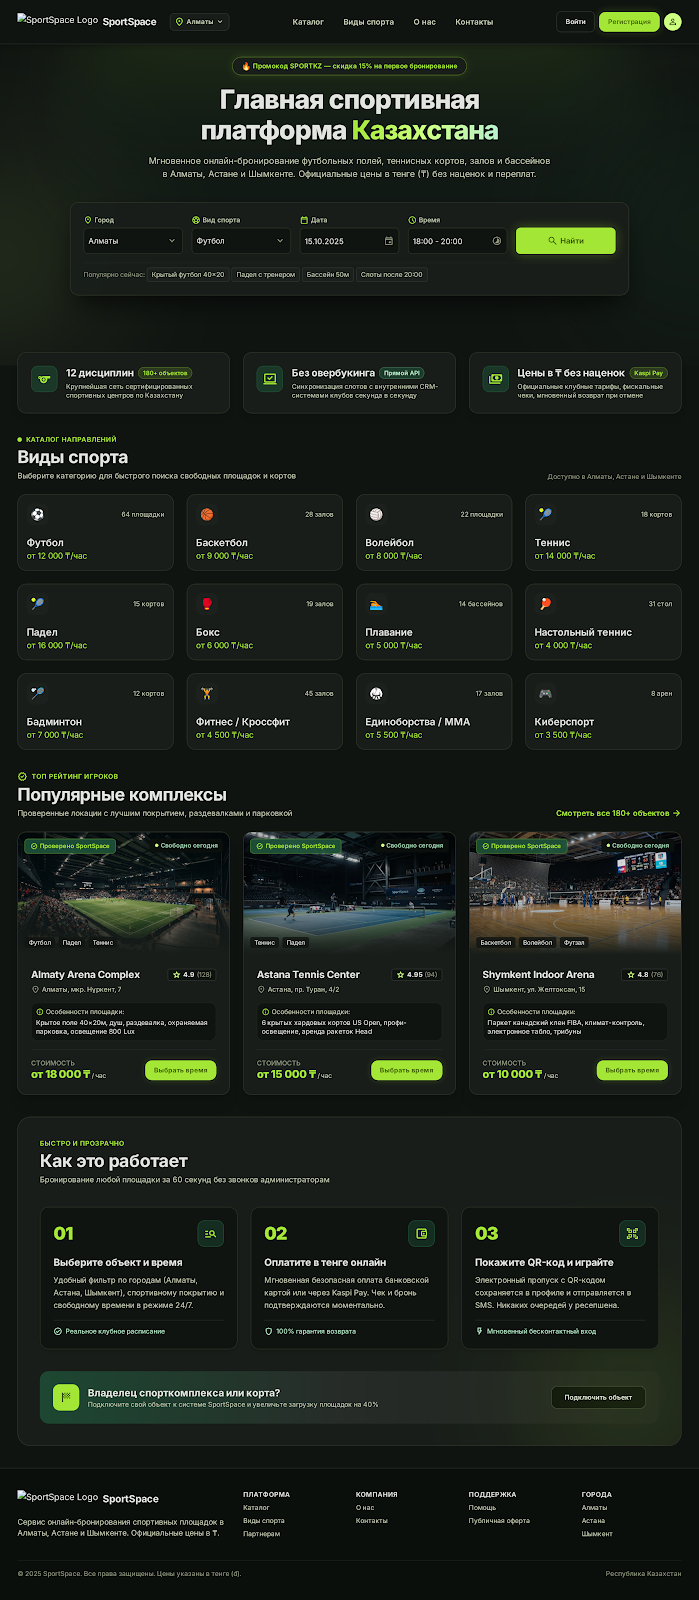 SportSpace Logo SportSpace Алматы Каталог Виды спорта О нас Контакты Войти Регистрация
🔥 Промокод SPORTKZ — скидка 15% на первое бронирование
Главная спортивная
платформа Казахстана
Мгновенное онлайн-бронирование футбольных полей, теннисных кортов, залов и бассейнов
в Алматы, Астане и Шымкенте. Официальные цены в тенге (₸) без наценок и переплат.
Город Вид спорта Дата Время
Алматы Футбол 15.10.2025 18:00 - 20:00 Найти
Популярно сейчас: Крытый футбол 40×20 Падел с тренером Бассейн 50м Слоты после 20:00
12 дисциплин 180+ объектов
Крупнейшая сеть сертифицированных
спортивных центров по Казахстану
Без овербукинга Прямой API
Синхронизация слотов с внутренними CRM-
системами клубов секунда в секунду
Цены в ₸ без наценок Kaspi Pay
Официальные клубные тарифы, фискальные
чеки, мгновенный возврат при отмене
КАТАЛОГ НАПРАВЛЕНИЙ
Виды спорта
Выберите категорию для быстрого поиска свободных площадок и кортов
Доступно в Алматы, Астане и Шымкенте
64 площадки
Футбол
от 12 000 ₸/час
28 залов
Баскетбол
от 9 000 ₸/час
22 площадки
Волейбол
от 8 000 ₸/час
18 кортов
Теннис
от 14 000 ₸/час
15 кортов
Падел
от 16 000 ₸/час
19 залов
Бокс
от 6 000 ₸/час
14 бассейнов
Плавание
от 5 000 ₸/час
31 стол
Настольный теннис
от 4 000 ₸/час
12 кортов
Бадминтон
от 7 000 ₸/час
45 залов
Фитнес / Кроссфит
от 4 500 ₸/час
17 залов
Единоборства / ММА
от 5 500 ₸/час
8 арен
Киберспорт
от 3 500 ₸/час
ТОП РЕЙТИНГ ИГРОКОВ
Популярные комплексы
Проверенные локации с лучшим покрытием, раздевалками и парковкой
Смотреть все 180+ объектов →
Проверено SportSpace Свободно сегодня
Футбол Падел Теннис
Almaty Arena Complex 4.9 (128)
Алматы, мкр. Нуркент, 7
Особенности площадки:
Крытое поле 40×20м, душ, раздевалка, охраняемая
парковка, освещение 800 Lux
СТОИМОСТЬ
от 18 000 ₸ / час
Выбрать время
Проверено SportSpace Свободно сегодня
Теннис Падел
Astana Tennis Center 4.95 (94)
Астана, пр. Туран, 4/2
Особенности площадки:
6 крытых хардовых кортов US Open, профи-
освещение, аренда ракеток Head
СТОИМОСТЬ
от 15 000 ₸ / час
Выбрать время
Проверено SportSpace Свободно сегодня
Баскетбол Волейбол Футзал
Shymkent Indoor Arena 4.8 (76)
Шымкент, ул. Желтоксан, 15
Особенности площадки:
Паркет канадский клен FIBA, климат-контроль,
электронное табло, трибуны
СТОИМОСТЬ
от 10 000 ₸ / час
Выбрать время
БЫСТРО И ПРОЗРАЧНО
Как это работает
Бронирование любой площадки за 60 секунд без звонков администраторам
01
Выберите объект и время
Удобный фильтр по городам (Алматы,
Астана, Шымкент), спортивному покрытию и
свободному времени в режиме 24/7.
Реальное клубное расписание
02
Оплатите в тенге онлайн
Мгновенная безопасная оплата банковской
картой или через Kaspi Pay. Чек и бронь
подтверждаются моментально.
100% гарантия возврата
03
Покажите QR-код и играйте
Электронный пропуск с QR-кодом
сохраняется в профиле и отправляется в
SMS. Никаких очередей у ресепшена.
Мгновенный бесконтактный вход
Владелец спорткомплекса или корта?
Подключите свой объект к системе SportSpace и увеличьте загрузку площадок на 40%
Подключить объект
SportSpace Logo SportSpace
Сервис онлайн-бронирования спортивных площадок в
Алматы, Астане и Шымкенте. Официальные цены в ₸.
ПЛАТФОРМА
Каталог
Виды спорта
Партнерам
КОМПАНИЯ
О нас
Контакты
ПОДДЕРЖКА
Помощь
Публичная оферта
ГОРОДА
Алматы
Астана
Шымкент
© 2025 SportSpace. Все права защищены. Цены указаны в тенге (₸).
Республика Казахстан